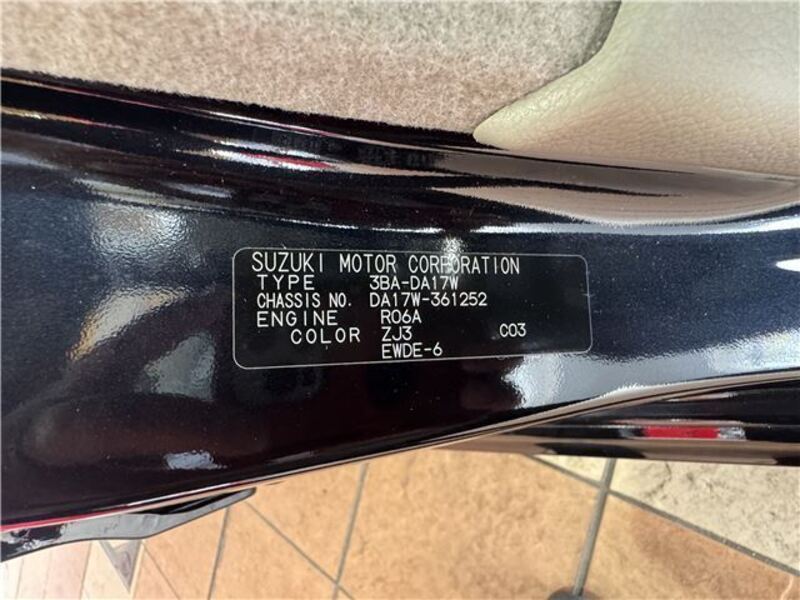 SUZUKI MOTOR CORPORATION
TYPE 3BA-DA17W
CHASSIS NO. DA17W-361252
ENGINE R06A
COLOR ZJ3 C03
EWDE-6